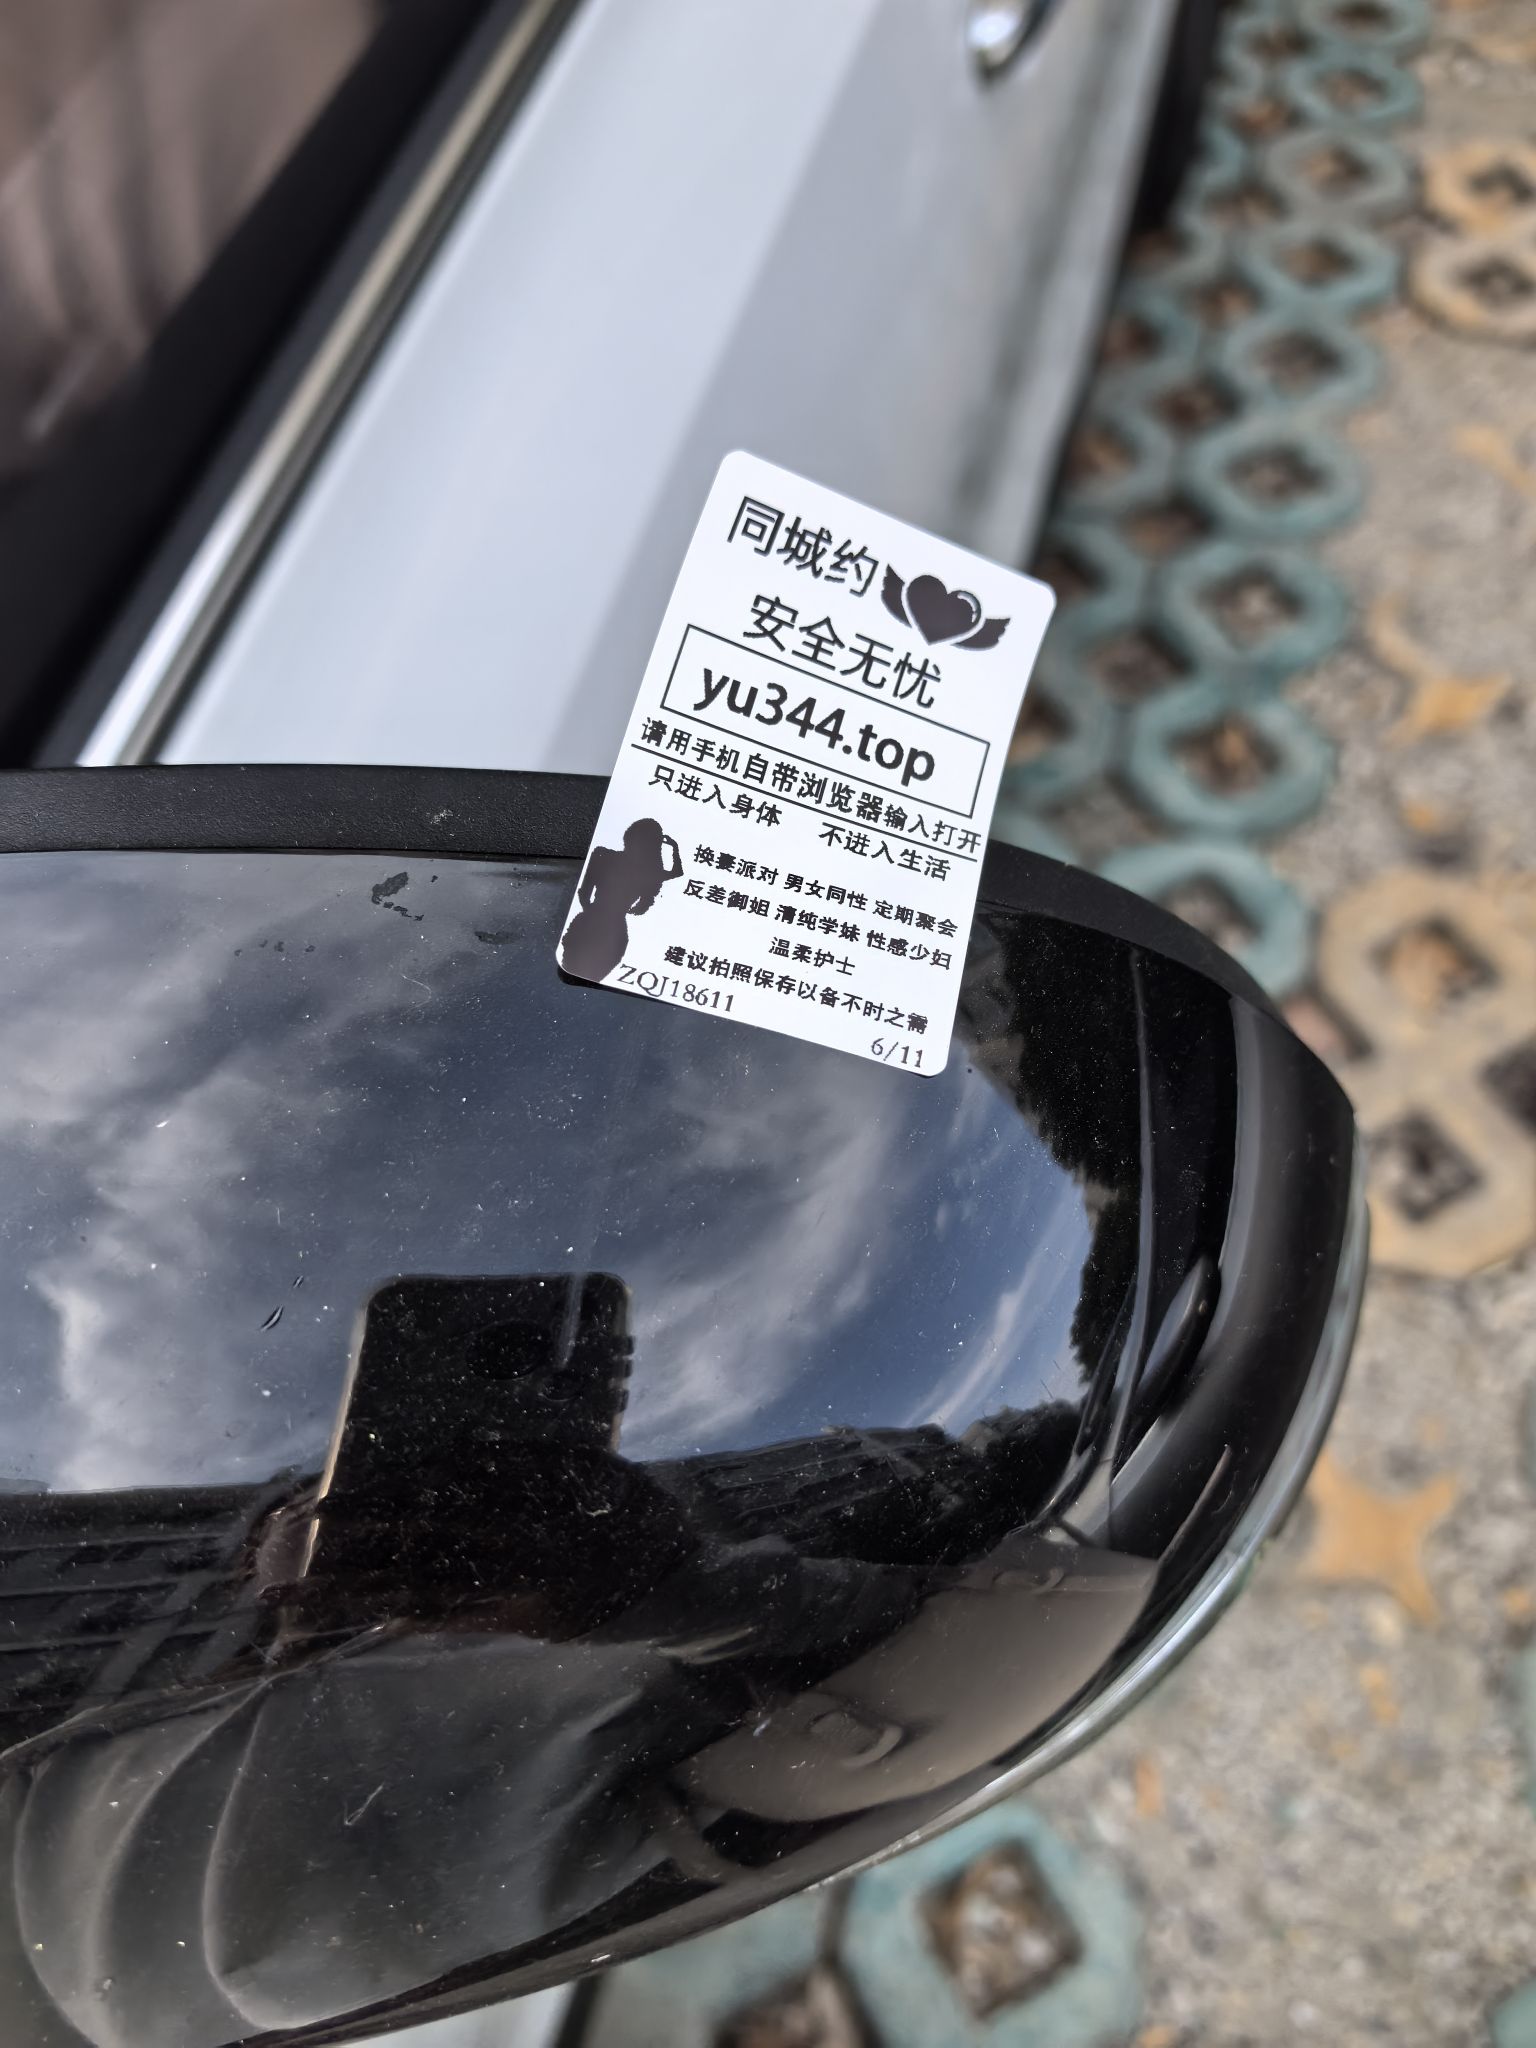 同城约
安全无忧
yu344.top
请用手机自带浏览器输入打开
只进入身体 不进入生活
换妻派对 男女同性 定期聚会
反差御姐 清纯学妹 性感少妇
温柔护士
建议拍照保存以备不时之需
ZQJ18611
6/11